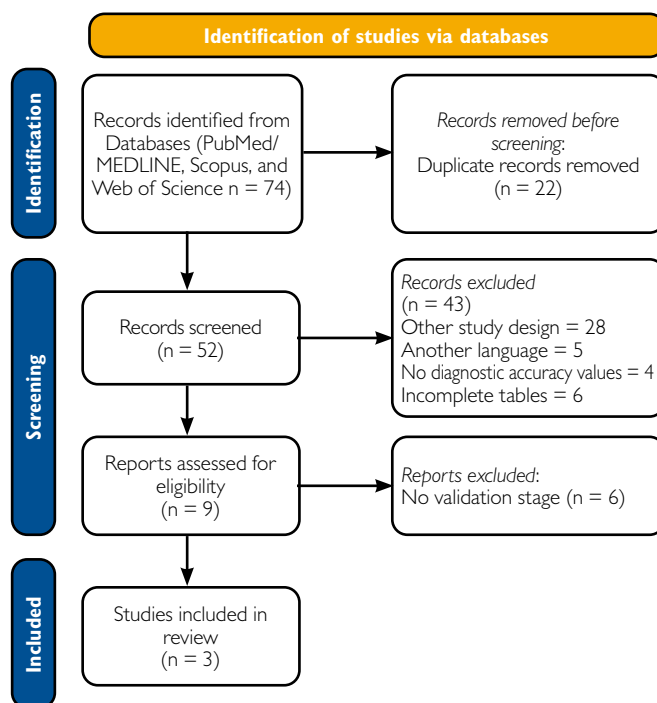 Identification of studies via databases
Identification
Records identified from
Databases (PubMed/
MEDLINE, Scopus, and
Web of Science n = 74)
Records removed before
screening:
Duplicate records removed
(n = 22)
Screening
Records screened
(n = 52)
Records excluded
(n = 43)
Other study design = 28
Another language = 5
No diagnostic accuracy values = 4
Incomplete tables = 6
Reports assessed for
eligibility
(n = 9)
Reports excluded:
No validation stage (n = 6)
Included
Studies included in
review
(n = 3)